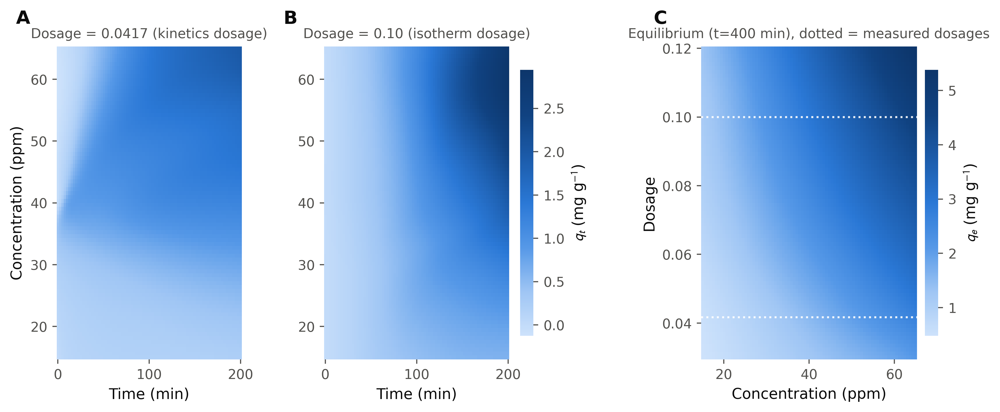 A
Dosage = 0.0417 (kinetics dosage)
Concentration (ppm)
60
50
40
30
20
0
100
200
Time (min)
B
Dosage = 0.10 (isotherm dosage)
60
50
40
30
20
0
100
200
Time (min)
2.5
2.0
1.5
1.0
0.5
0.0
qₜ (mg g⁻¹)
C
Equilibrium (t=400 min), dotted = measured dosages
Dosage
0.12
0.10
0.08
0.06
0.04
20
40
60
Concentration (ppm)
5
4
3
2
1
qₑ (mg g⁻¹)